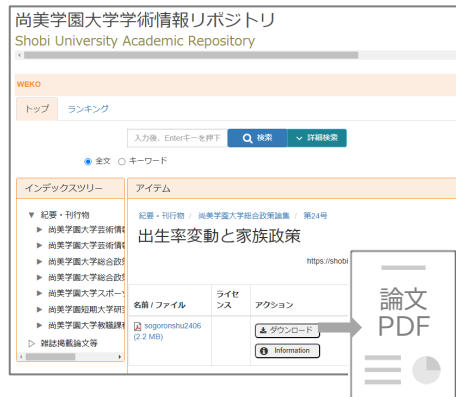 尚美学園大学学術情報リポジトリ
Shobi University Academic Repository
WEKO
トップ ランキング
入力後、Enterキーを押下 検索 詳細検索
全文 キーワード
インデックスツリー
紀要・刊行物
尚美学園大学芸術情
尚美学園大学芸術情
尚美学園大学総合政
尚美学園大学総合政
尚美学園大学スポー
尚美学園短期大学研
尚美学園大学教職課
雑誌掲載論文等
アイテム
紀要・刊行物 / 尚美学園大学総合政策論集 / 第24号
出生率変動と家族政策
https://shobi
名前 / ファイル ライセンス アクション
sogoronshu2406 (2.2 MB) ダウンロード
Information
論文
PDF